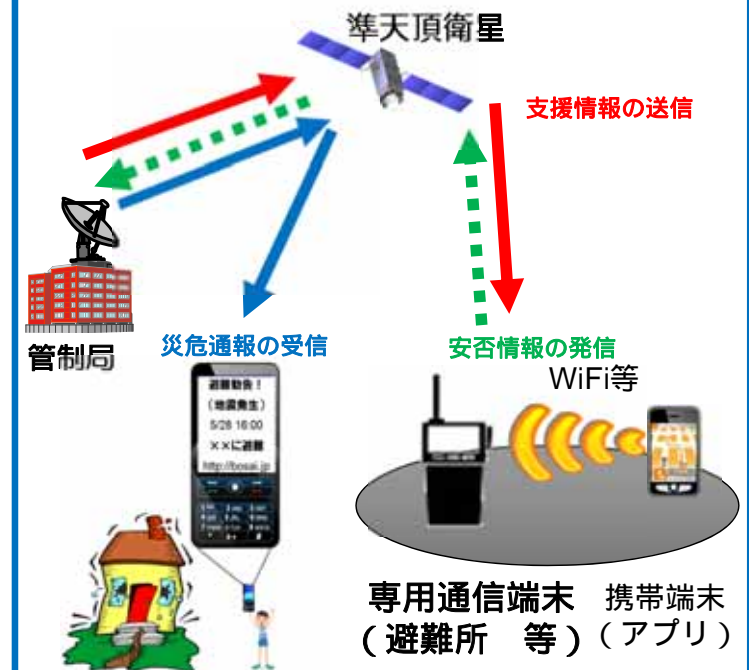 準天頂衛星
支援情報の送信
管制局
災危通報の受信
安否情報の発信
WiFi等
避難勧告！
（地震発生）
5/28 16:00
××に避難
http://bosai.jp
専用通信端末
（避難所　等）
携帯端末
（アプリ）